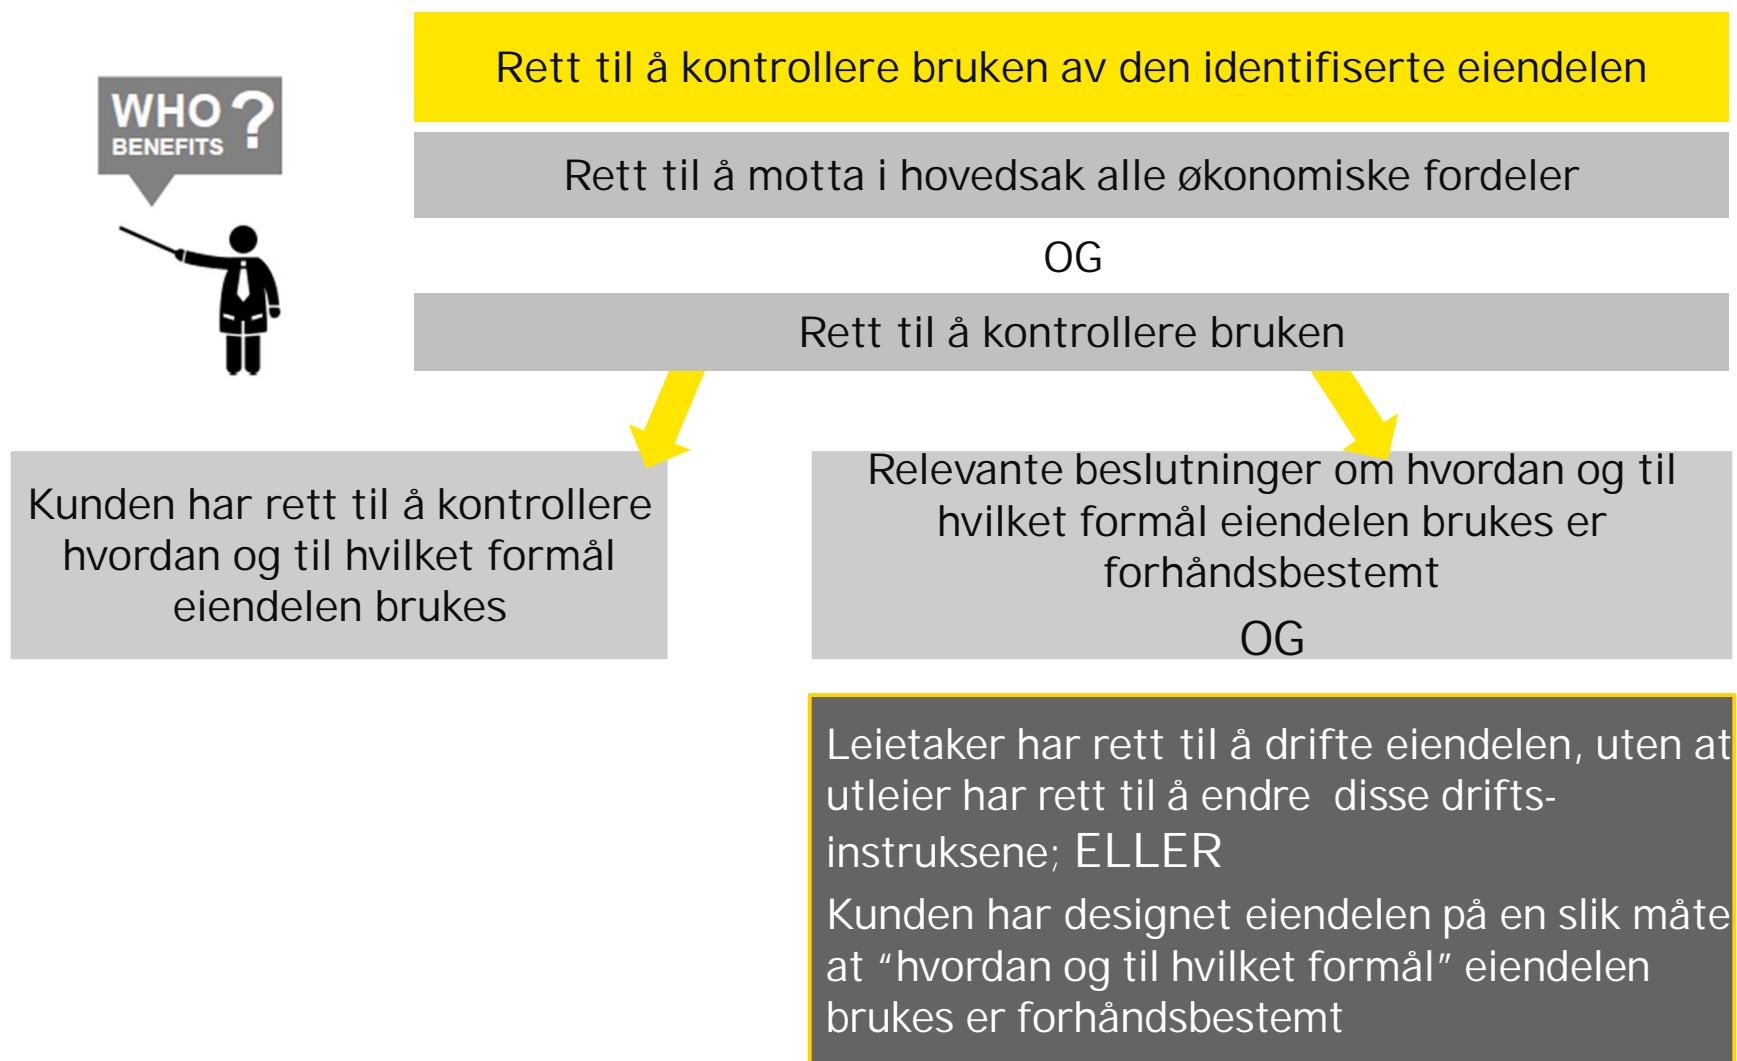 Rett til å kontrollere bruken av den identifiserte eiendelen
WHO ?
BENEFITS
Rett til å motta i hovedsak alle økonomiske fordeler
OG
Rett til å kontrollere bruken
Kunden har rett til å kontrollere
hvordan og til hvilket formål
eiendelen brukes
Relevante beslutninger om hvordan og til
hvilket formål eiendelen brukes er
forhåndsbestemt
OG
Leietaker har rett til å drifte eiendelen, uten at
utleier har rett til å endre disse drifts-
instruksene; ELLER
Kunden har designet eiendelen på en slik måte
at “hvordan og til hvilket formål” eiendelen
brukes er forhåndsbestemt